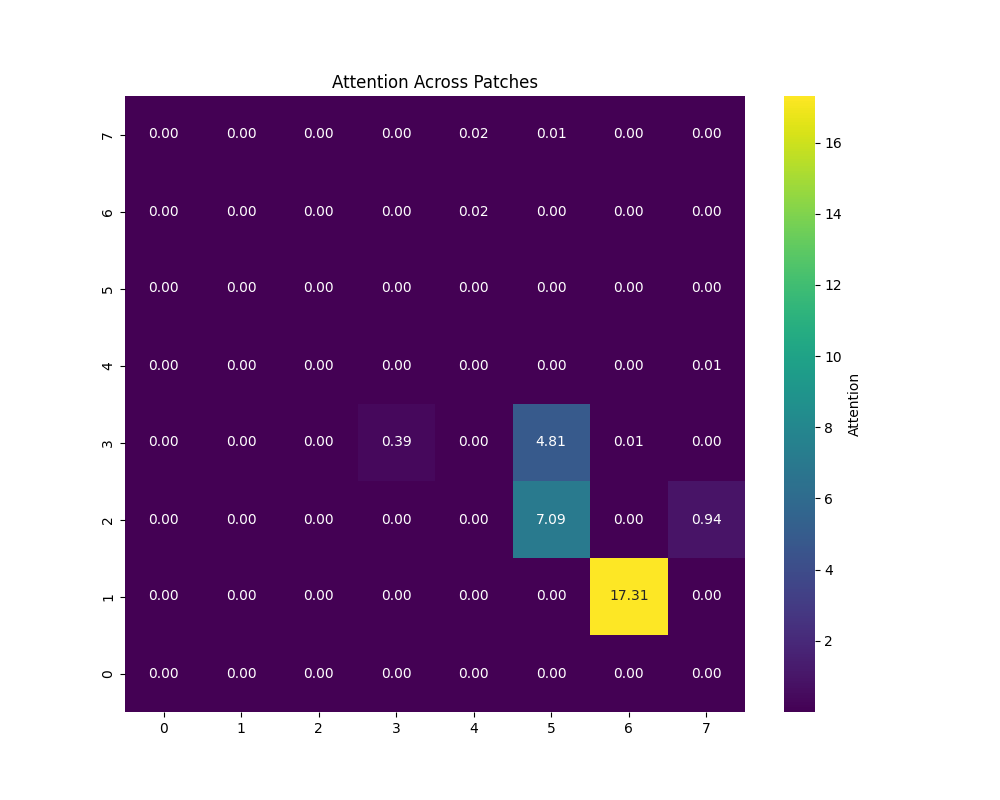 Attention Across Patches
7 0.00 0.00 0.00 0.00 0.02 0.01 0.00 0.00
6 0.00 0.00 0.00 0.00 0.02 0.00 0.00 0.00
5 0.00 0.00 0.00 0.00 0.00 0.00 0.00 0.00
4 0.00 0.00 0.00 0.00 0.00 0.00 0.00 0.01
3 0.00 0.00 0.00 0.39 0.00 4.81 0.01 0.00
2 0.00 0.00 0.00 0.00 0.00 7.09 0.00 0.94
1 0.00 0.00 0.00 0.00 0.00 0.00 17.31 0.00
0 0.00 0.00 0.00 0.00 0.00 0.00 0.00 0.00
0 1 2 3 4 5 6 7
16
14
12
10
8
6
4
2
Attention